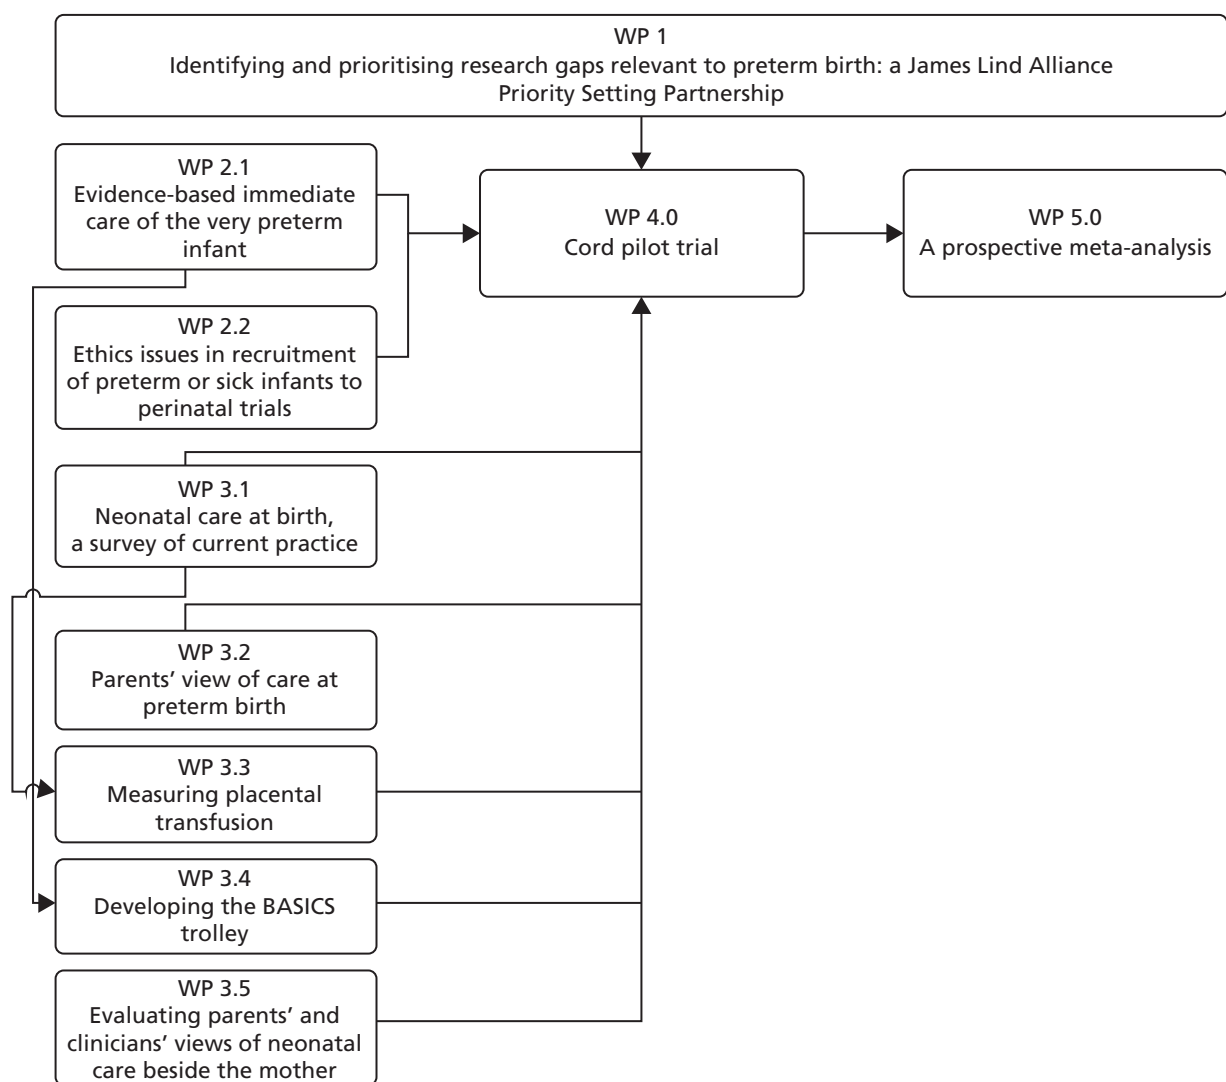 WP 1
Identifying and prioritising research gaps relevant to preterm birth: a James Lind Alliance
Priority Setting Partnership
WP 2.1
Evidence-based immediate
care of the very preterm
infant
WP 4.0
Cord pilot trial
WP 5.0
A prospective meta-analysis
WP 2.2
Ethics issues in recruitment
of preterm or sick infants to
perinatal trials
WP 3.1
Neonatal care at birth,
a survey of current practice
WP 3.2
Parents’ view of care at
preterm birth
WP 3.3
Measuring placental
transfusion
WP 3.4
Developing the BASICS
trolley
WP 3.5
Evaluating parents’ and
clinicians’ views of neonatal
care beside the mother